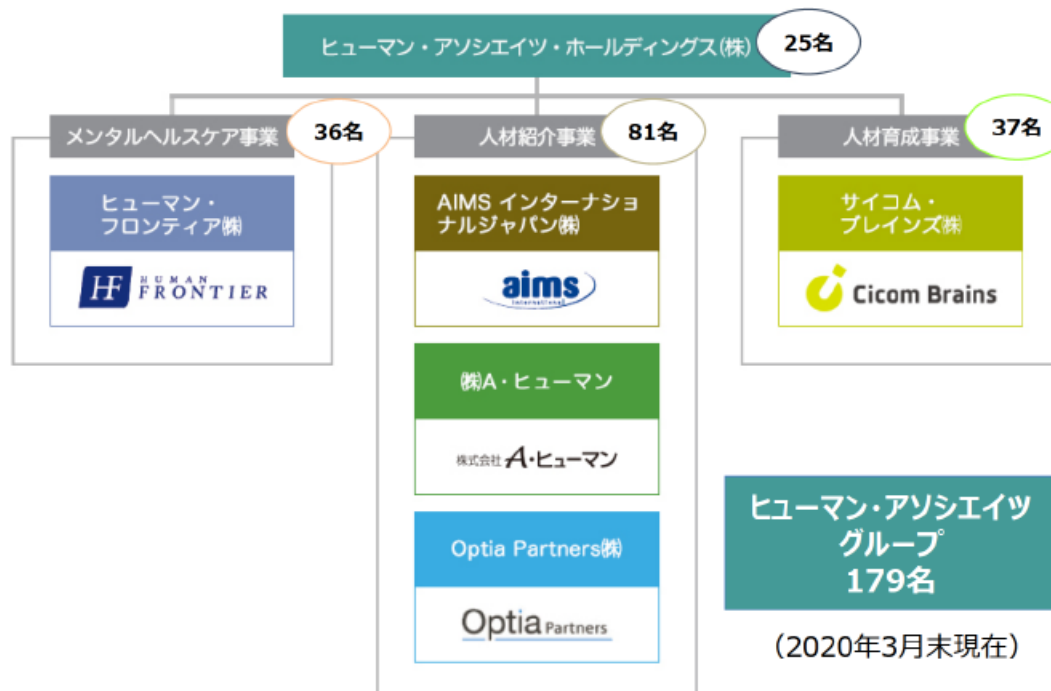 ヒューマン・アソシエイツ・ホールディングス㈱
25名
メンタルヘルスケア事業
36名
人材紹介事業
81名
人材育成事業
37名
ヒューマン・
フロンティア㈱
HF HUMAN
FRONTIER
AIMS インターナショ
ナルジャパン㈱
aims
international
㈱A・ヒューマン
株式会社 A・ヒューマン
Optia Partners㈱
Optia Partners
サイコム・
ブレインズ㈱
Cicom Brains
ヒューマン・アソシエイツ
グループ
179名
（2020年3月末現在）